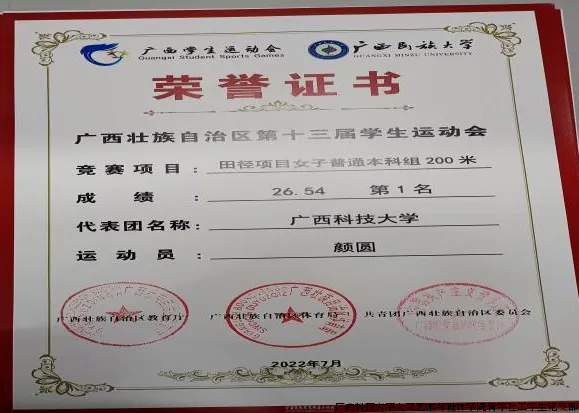 广西学生运动会 广西民族大学
Guangxi Student Sports Games GUANGXI MINZU UNIVERSITY
荣誉证书
广西壮族自治区第十三届学生运动会
竞赛项目: 田径项目女子普通本科组200米
成绩: 26.54 第1名
代表团名称: 广西科技大学
运动员: 颜圆
广西壮族自治区教育厅 广西壮族自治区体育局 共青团广西壮族自治区委员会
2022年7月